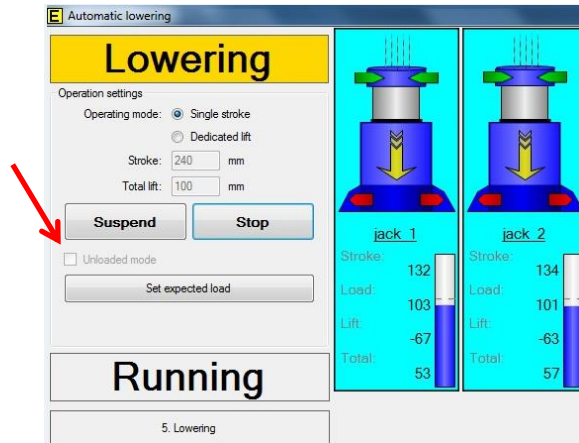 E Automatic lowering
Lowering
Operation settings
Operating mode: Single stroke
Dedicated lift
Stroke: 240 mm
Total lift: 100 mm
Suspend Stop
Unloaded mode
Set expected load
Running
5. Lowering
jack 1
Stroke:
132
Load:
103
Lift:
-67
Total:
53
jack 2
Stroke:
134
Load:
101
Lift:
-63
Total:
57